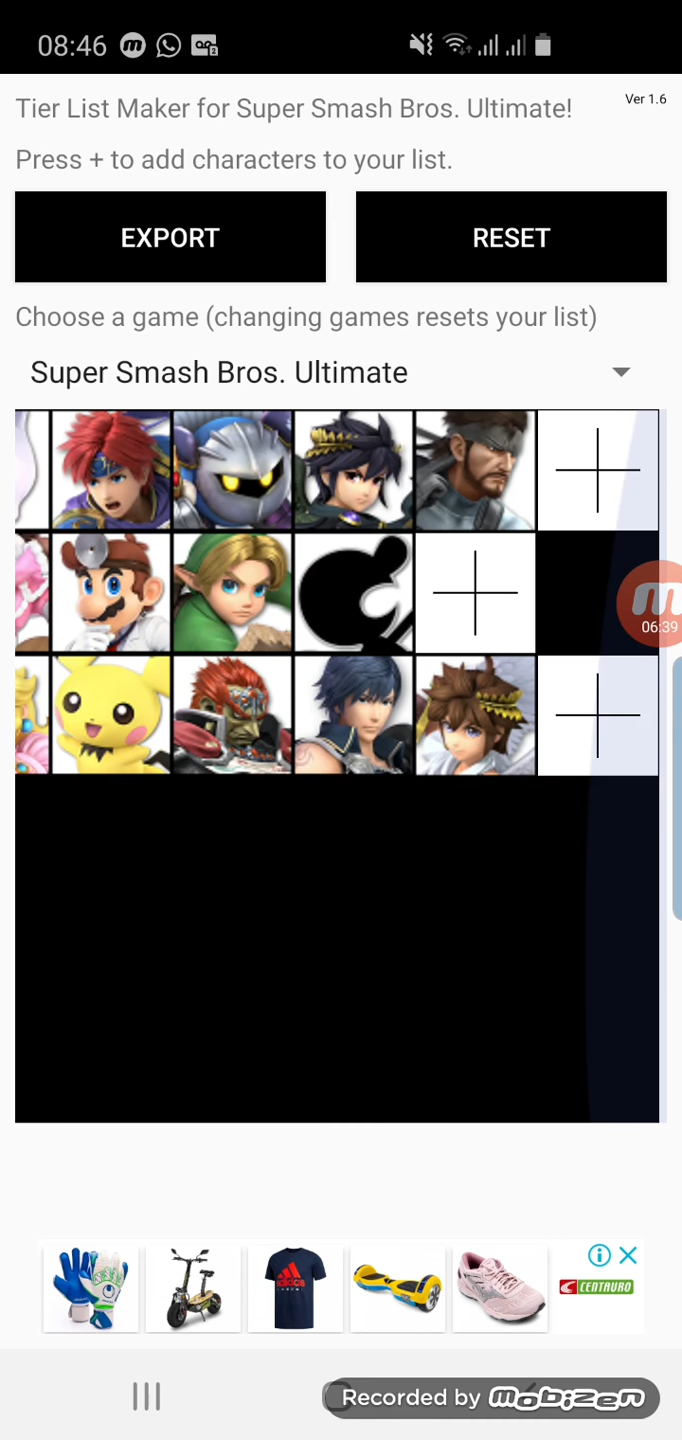 08:46
Tier List Maker for Super Smash Bros. Ultimate!
Ver 1.6
Press + to add characters to your list.
EXPORT
RESET
Choose a game (changing games resets your list)
Super Smash Bros. Ultimate
06:39
adidas
CENTAURO
Recorded by mobizen